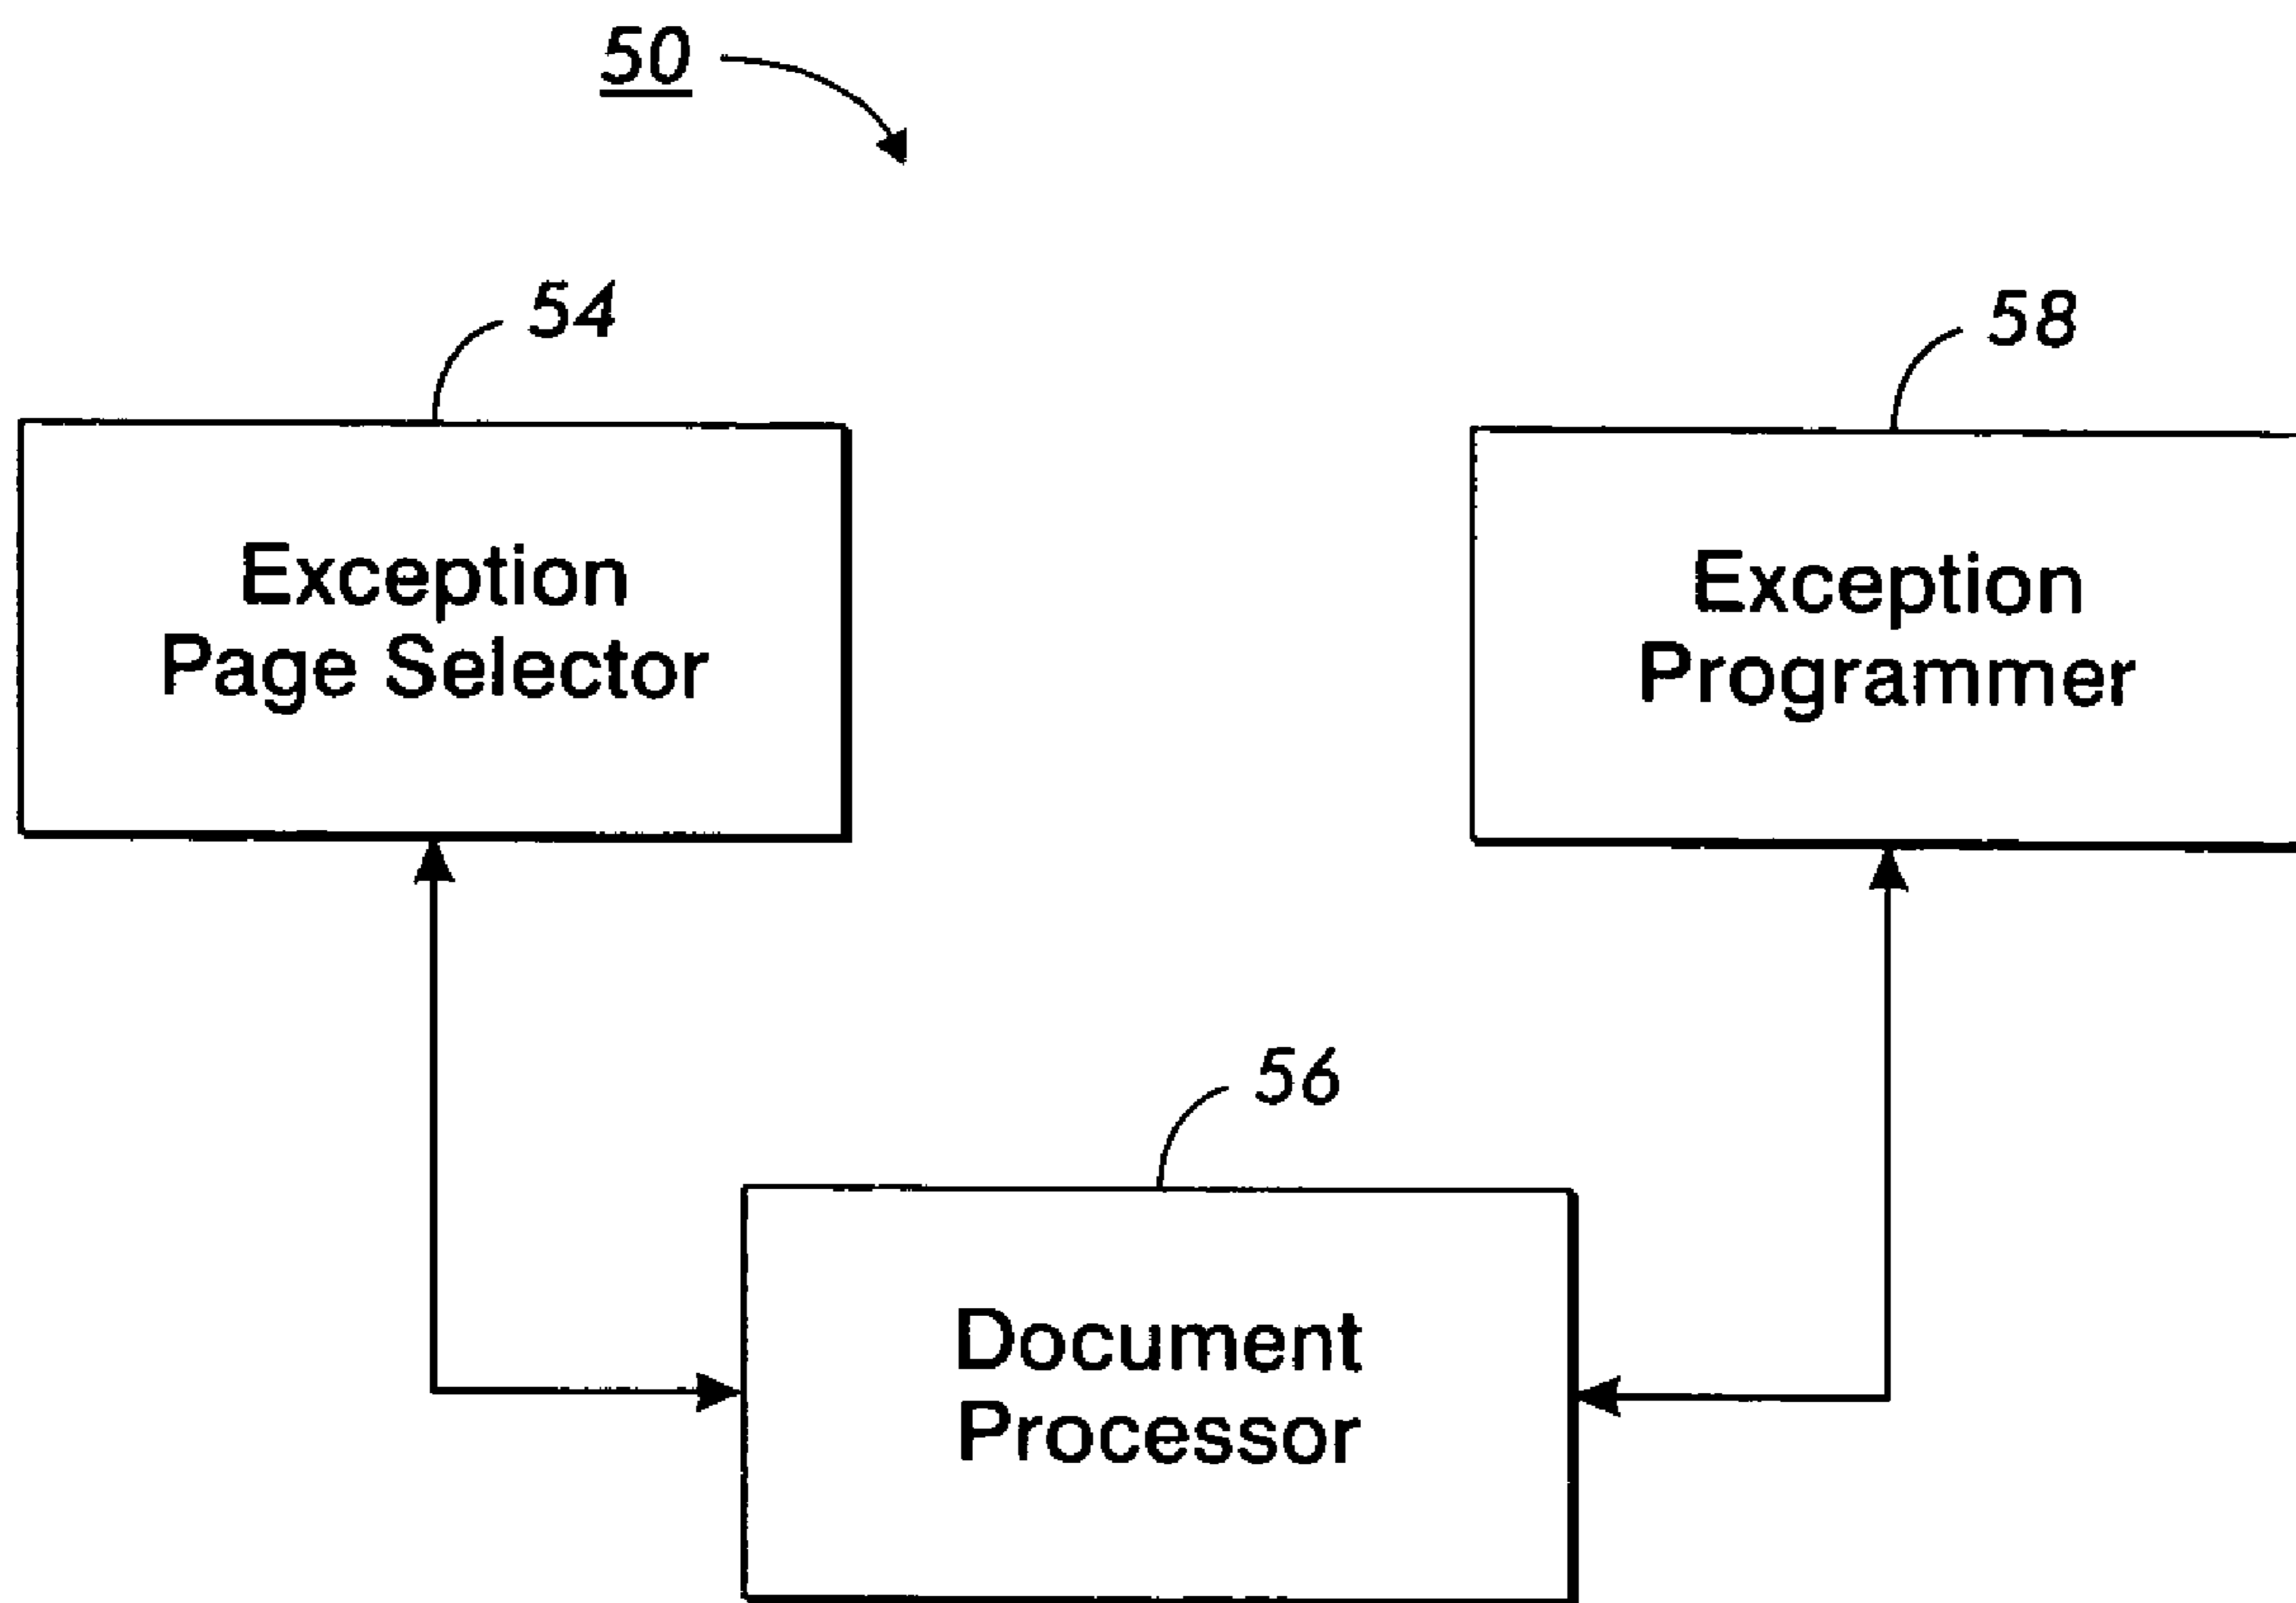 50
54
58
Exception
Page Selector
Exception
Programmer
56
Document
Processor